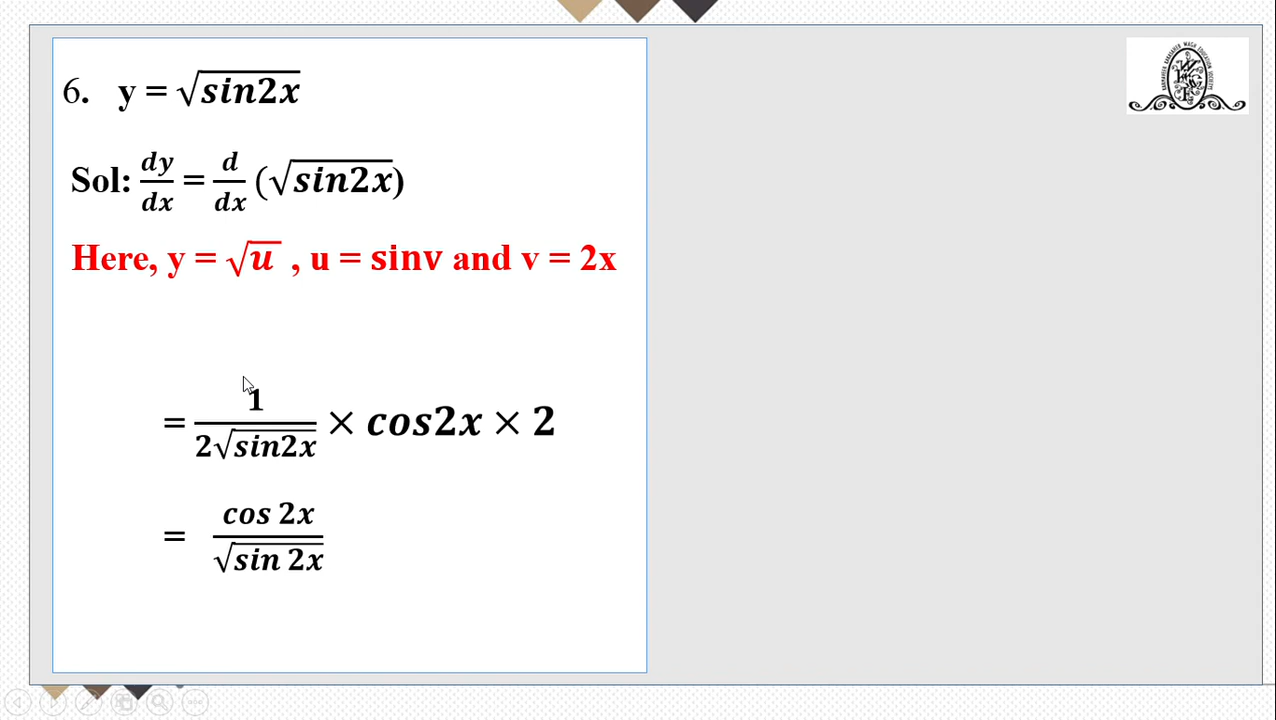 6. y = √sin2x
Sol: dy/dx = d/dx (√sin2x)
Here, y = √u , u = sinv and v = 2x
= 1/2√sin2x × cos2x × 2
= cos 2x/√sin 2x